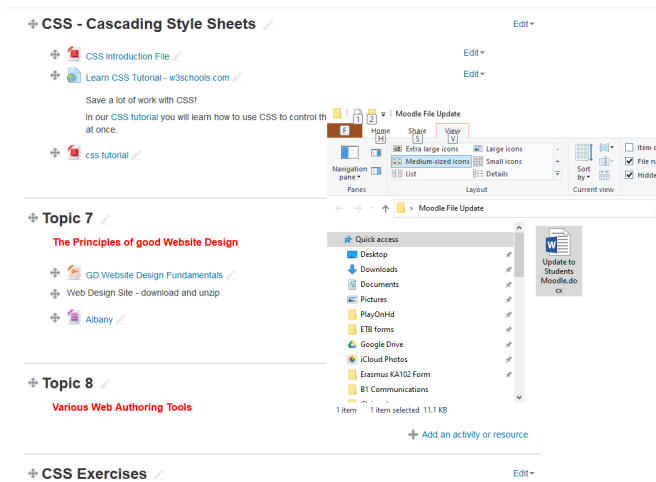 CSS - Cascading Style Sheets
Edit
CSS Introduction File
Edit
Learn CSS Tutorial - w3schools.com
Edit
Save a lot of work with CSS!
In our CSS tutorial you will learn how to use CSS to control th
at once.
css tutorial
Topic 7
The Principles of good Website Design
GD Website Design Fundamentals
Web Design Site - download and unzip
Albany
Topic 8
Various Web Authoring Tools
Add an activity or resource
CSS Exercises
Edit
1 2 Moodle File Update
F Home Share View
H S V
Navigation
pane
Extra large icons Large icons
Medium-sized icons Small icons
List Details
Sort
by
Item c
File n
Hidde
Panes Layout Current view
Moodle File Update
Quick access
Desktop
Downloads
Documents
Pictures
PlayOnHd
ETB forms
Google Drive
iCloud Photos
Erasmus KA102 Form
B1 Communications
Update to
Students
Moodle.do
cx
1 item 1 item selected 11.1 KB